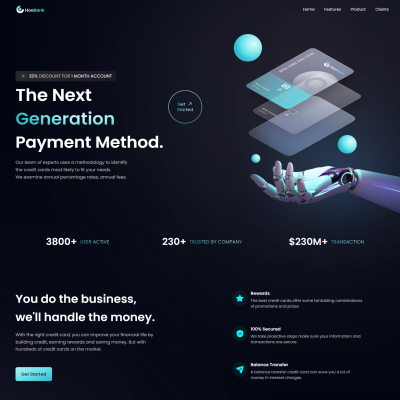 HooBank
Home Features Product Clients
20% DISCOUNT FOR 1 MONTH ACCOUNT
The Next
Generation
Payment Method.
Get
Started
Our team of experts uses a methodology to identify
the credit cards most likely to fit your needs.
We examine annual percentage rates, annual fees.
3800+ USER ACTIVE
230+ TRUSTED BY COMPANY
$230M+ TRANSACTION
You do the business,
we'll handle the money.
With the right credit card, you can improve your financial life by
building credit, earning rewards and saving money. But with
hundreds of credit cards on the market.
Get Started
Rewards
The best credit cards offer some tantalizing combinations
of promotions and prizes
100% Secured
We take proactive steps make sure your information and
transactions are secure.
Balance Transfer
A balance transfer credit card can save you a lot of
money in interest charges.